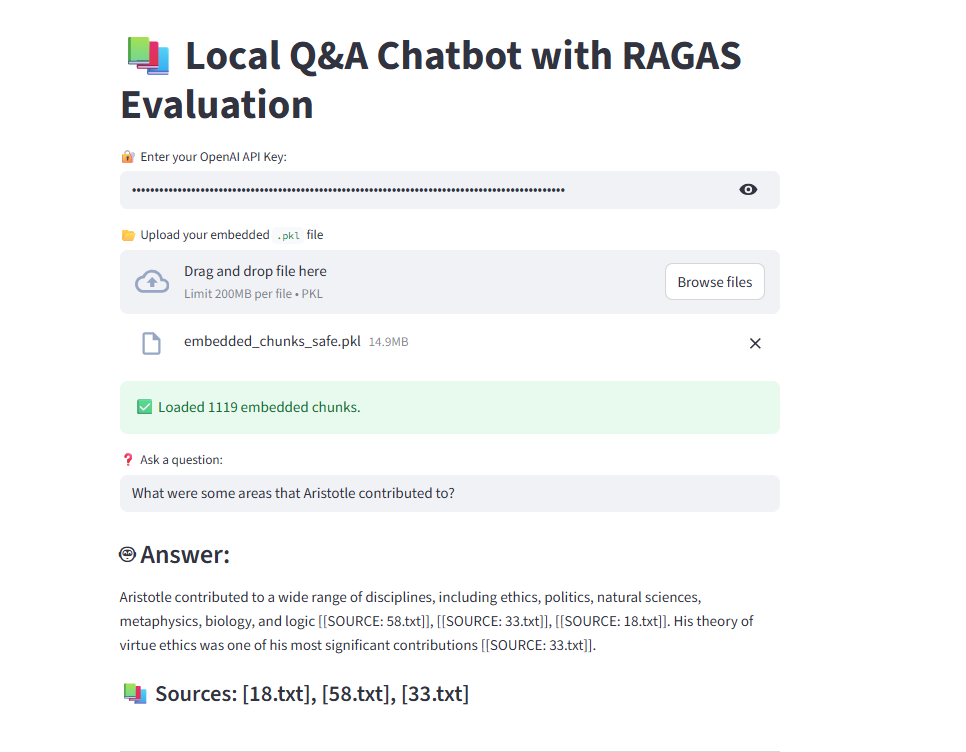 📚 Local Q&A Chatbot with RAGAS
Evaluation
🔐 Enter your OpenAI API Key:
📂 Upload your embedded .pkl file
Drag and drop file here
Limit 200MB per file • PKL
Browse files
embedded_chunks_safe.pkl 14.9MB
✅ Loaded 1119 embedded chunks.
❓ Ask a question:
What were some areas that Aristotle contributed to?
Answer:
Aristotle contributed to a wide range of disciplines, including ethics, politics, natural sciences,
metaphysics, biology, and logic [[SOURCE: 58.txt]], [[SOURCE: 33.txt]], [[SOURCE: 18.txt]]. His theory of
virtue ethics was one of his most significant contributions [[SOURCE: 33.txt]].
📚 Sources: [18.txt], [58.txt], [33.txt]